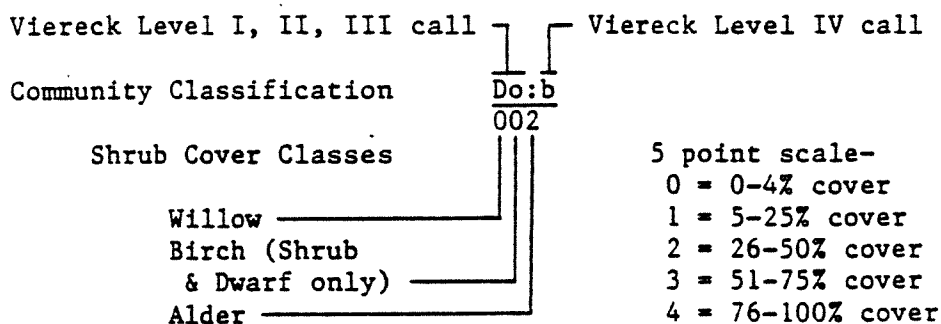 Viereck Level I, II, III call Viereck Level IV call
Community Classification Do:b
002
Shrub Cover Classes 5 point scale-
0 = 0-4% cover
Willow 1 = 5-25% cover
Birch (Shrub 2 = 26-50% cover
& Dwarf only) 3 = 51-75% cover
Alder 4 = 76-100% cover